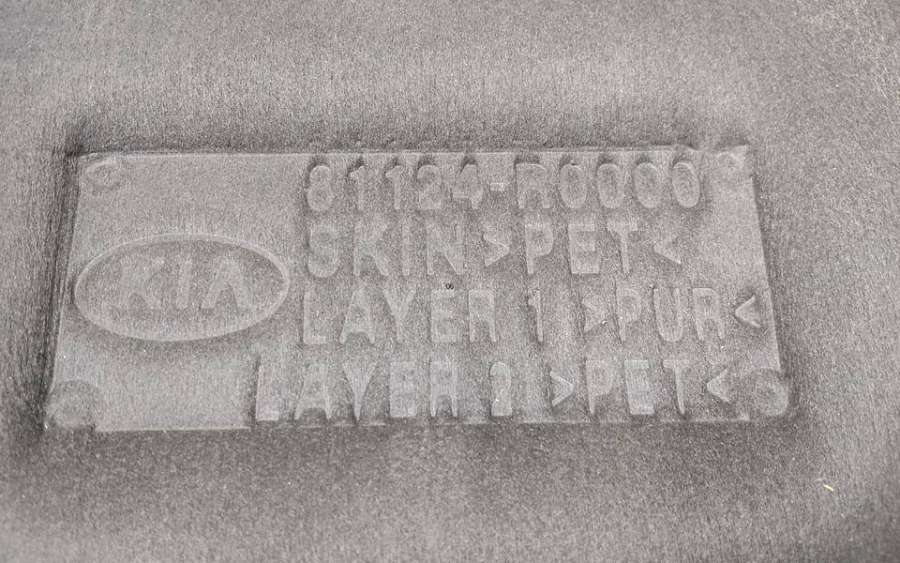 81124-R0000
SKIN >PET<
KIA
LAYER 1 >PUR<
LAYER 2 >PET<